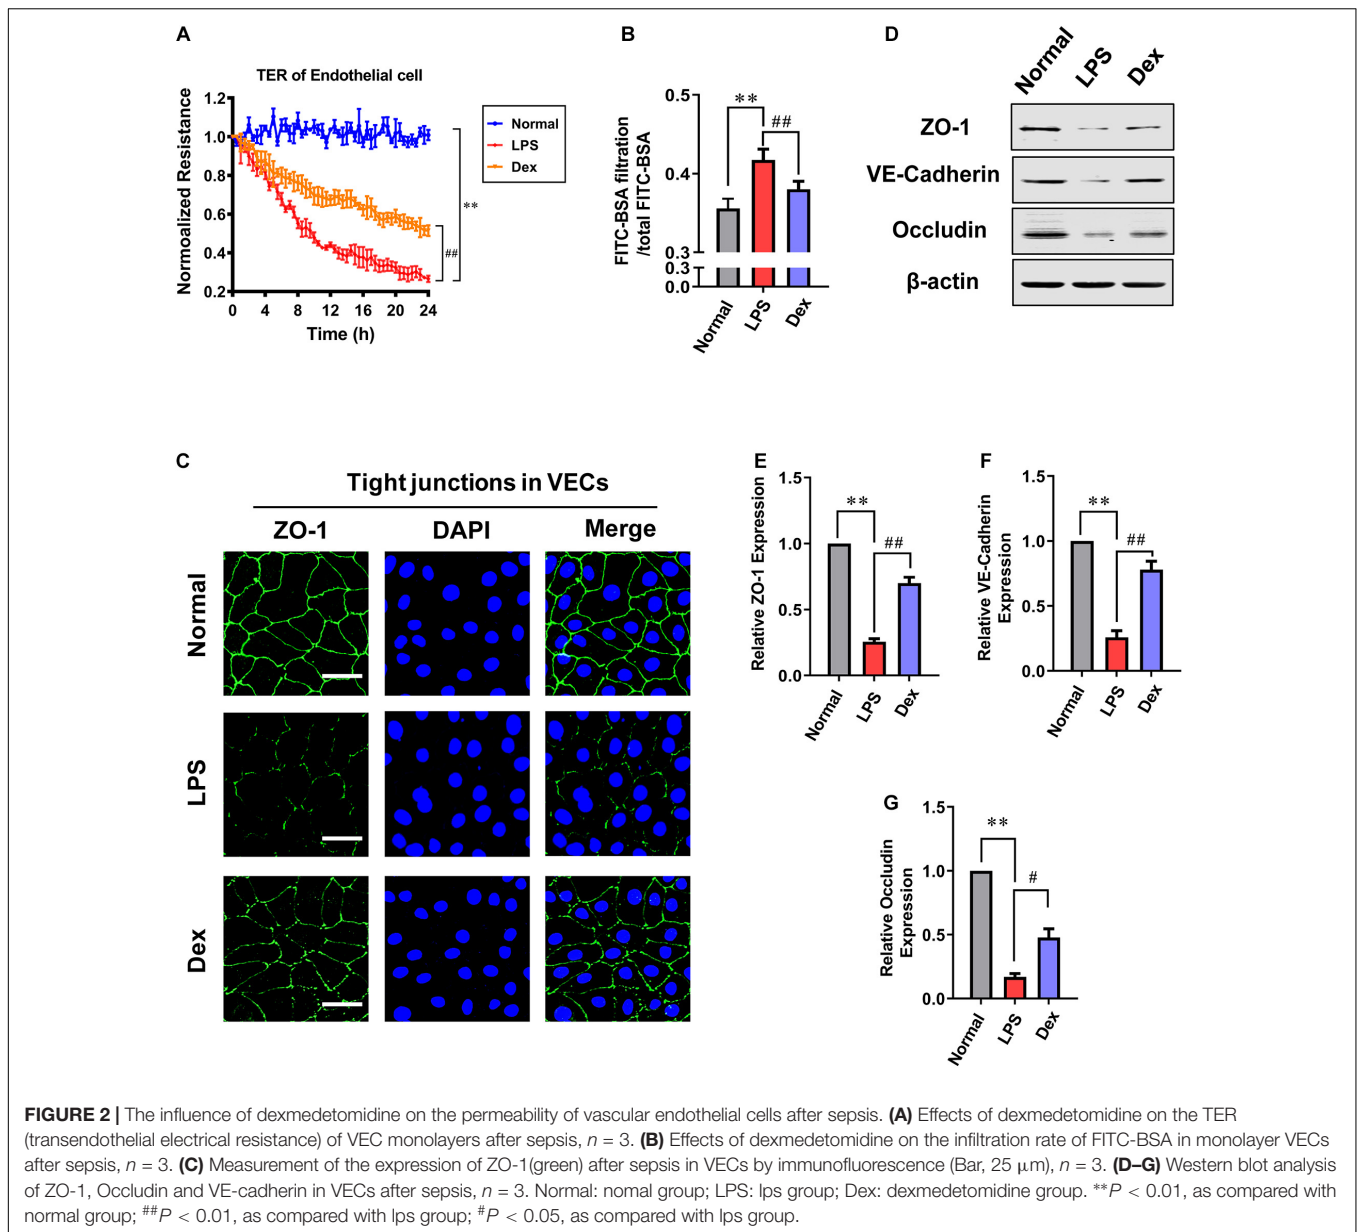 A
TER of Endothelial cell
Normoalized Resistance
1.2
1.0
0.8
0.6
0.4
0.2
0 4 8 12 16 20 24
Time (h)
Normal
LPS
Dex
**
##
B
FITC-BSA filtration
/total FITC-BSA
0.5
0.4
0.3
0.3
0.0
**
##
Normal
LPS
Dex
D
Normal LPS Dex
ZO-1
VE-Cadherin
Occludin
β-actin
C
Tight junctions in VECs
ZO-1 DAPI Merge
Normal
LPS
Dex
E
Relative ZO-1 Expression
1.5
1.0
0.5
0.0
**
##
Normal
LPS
Dex
F
Relative VE-Cadherin
Expression
1.5
1.0
0.5
0.0
**
##
Normal
LPS
Dex
G
Relative Occludin
Expression
1.5
1.0
0.5
0.0
**
#
Normal
LPS
Dex
FIGURE 2 | The influence of dexmedetomidine on the permeability of vascular endothelial cells after sepsis. (A) Effects of dexmedetomidine on the TER
(transendothelial electrical resistance) of VEC monolayers after sepsis, n = 3. (B) Effects of dexmedetomidine on the infiltration rate of FITC-BSA in monolayer VECs
after sepsis, n = 3. (C) Measurement of the expression of ZO-1(green) after sepsis in VECs by immunofluorescence (Bar, 25 μm), n = 3. (D–G) Western blot analysis
of ZO-1, Occludin and VE-cadherin in VECs after sepsis, n = 3. Normal: nomal group; LPS: lps group; Dex: dexmedetomidine group. **P < 0.01, as compared with
normal group; ##P < 0.01, as compared with lps group; #P < 0.05, as compared with lps group.